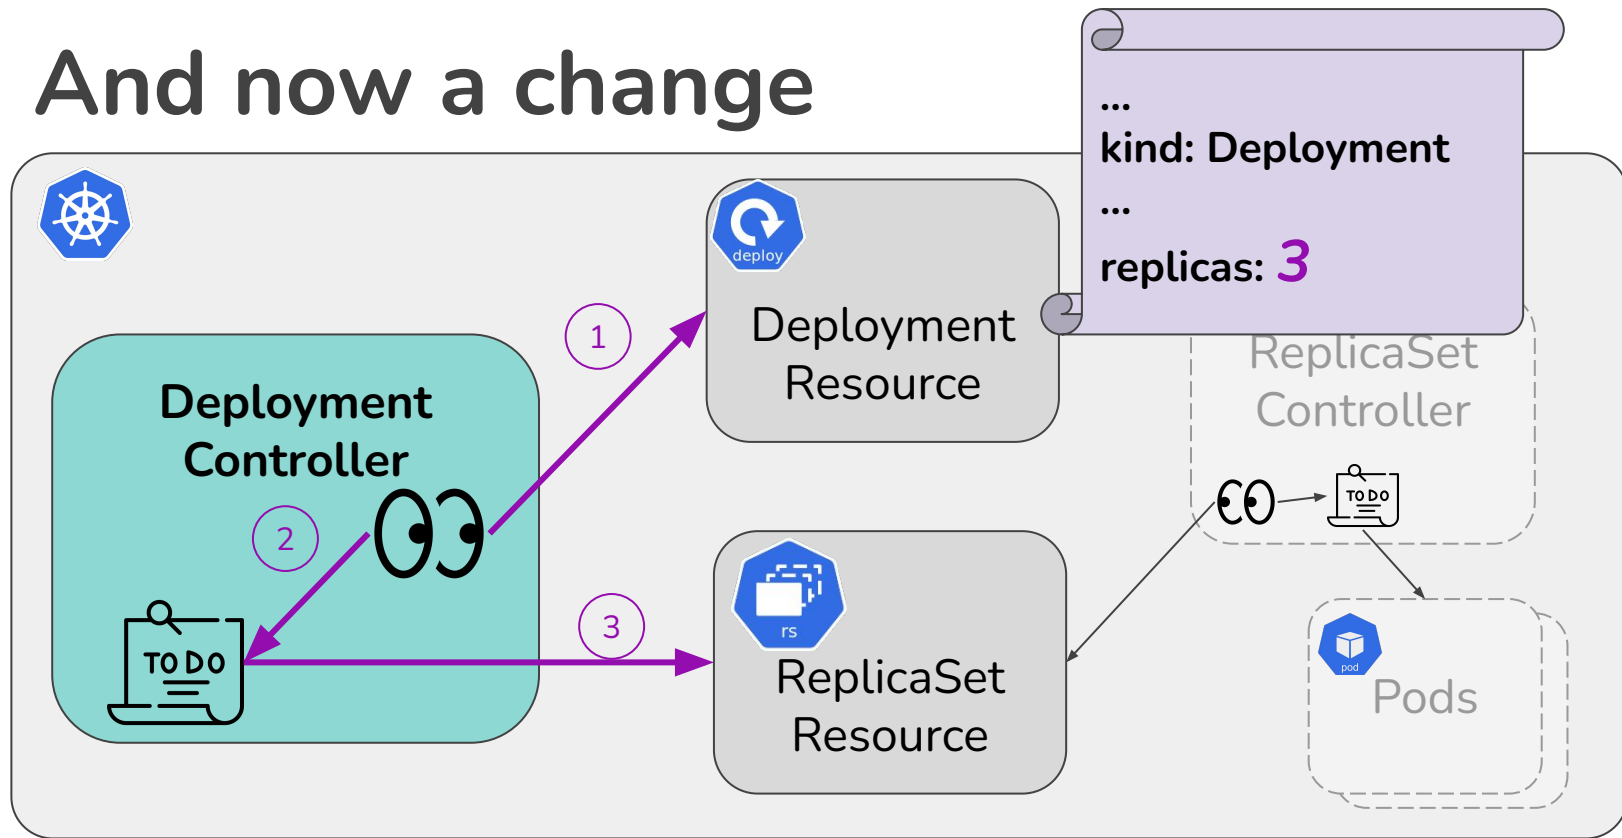 And now a change
...
kind: Deployment
...
replicas: 3
deploy
Deployment
Resource
1
Deployment
Controller
2
TO DO
3
rs
ReplicaSet
Resource
ReplicaSet
Controller
TO DO
pod
Pods